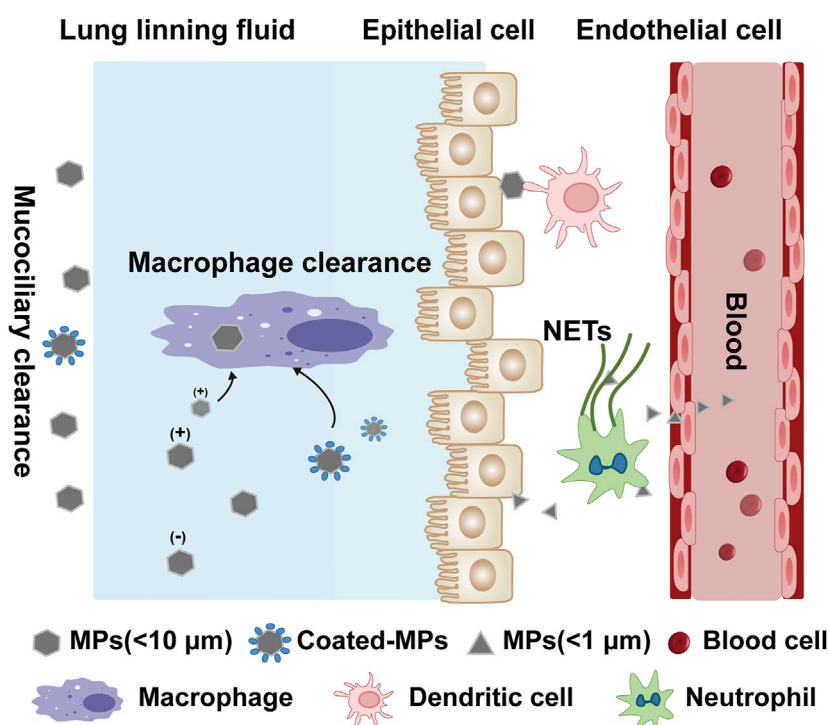 Lung linning fluid
Epithelial cell
Endothelial cell
Mucociliary clearance
Macrophage clearance
NETs
Blood
(+)
(+)
(-)
MPs(<10 μm)
Coated-MPs
MPs(<1 μm)
Blood cell
Macrophage
Dendritic cell
Neutrophil